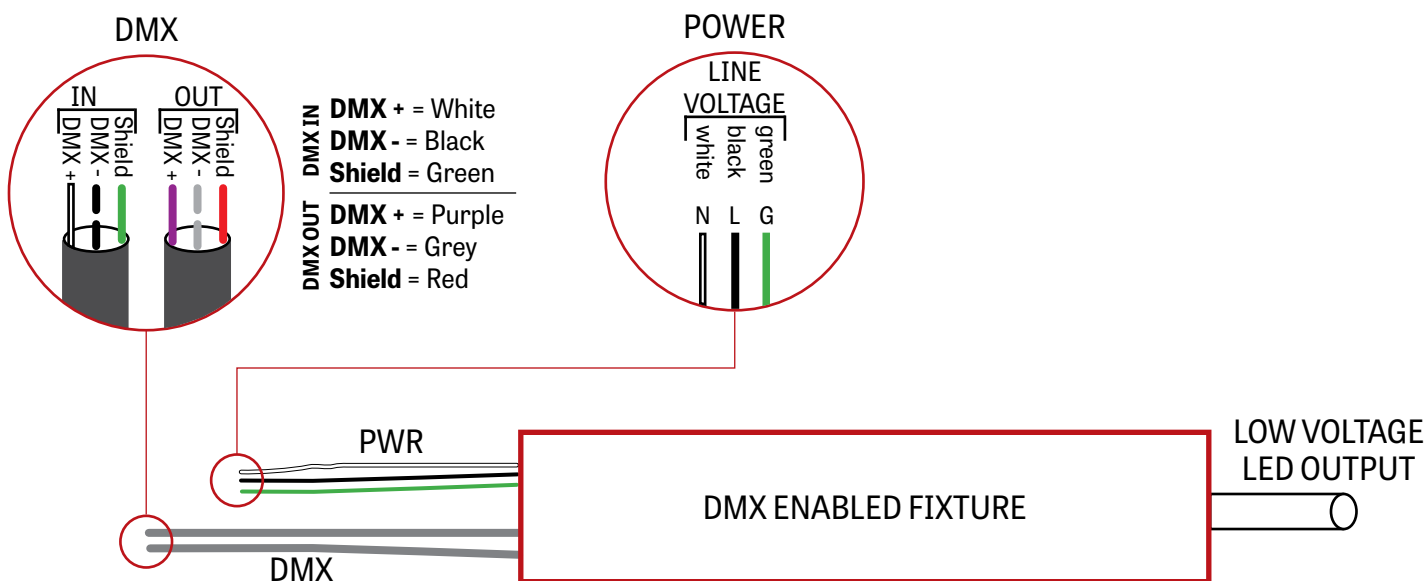 DMX
IN
DMX +
DMX -
Shield
OUT
DMX +
DMX -
Shield
DMX IN
DMX + = White
DMX - = Black
Shield = Green
DMX OUT
DMX + = Purple
DMX - = Grey
Shield = Red
POWER
LINE
VOLTAGE
white
black
green
N L G
PWR
DMX
DMX ENABLED FIXTURE
LOW VOLTAGE
LED OUTPUT